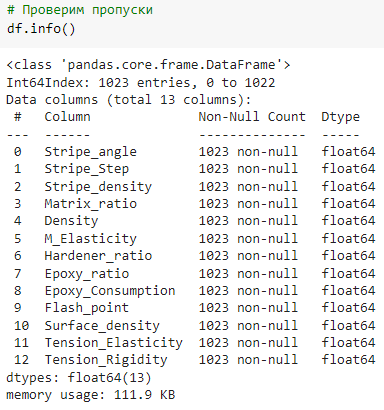 # Проверим пропуски
df.info()
<class 'pandas.core.frame.DataFrame'>
Int64Index: 1023 entries, 0 to 1022
Data columns (total 13 columns):
 #   Column              Non-Null Count  Dtype
---  ------              --------------  -----
 0   Stripe_angle        1023 non-null   float64
 1   Stripe_Step         1023 non-null   float64
 2   Stripe_density      1023 non-null   float64
 3   Matrix_ratio        1023 non-null   float64
 4   Density             1023 non-null   float64
 5   M_Elasticity        1023 non-null   float64
 6   Hardener_ratio      1023 non-null   float64
 7   Epoxy_ratio         1023 non-null   float64
 8   Epoxy_Consumption   1023 non-null   float64
 9   Flash_point         1023 non-null   float64
 10  Surface_density     1023 non-null   float64
 11  Tension_Elasticity  1023 non-null   float64
 12  Tension_Rigidity    1023 non-null   float64
dtypes: float64(13)
memory usage: 111.9 KB